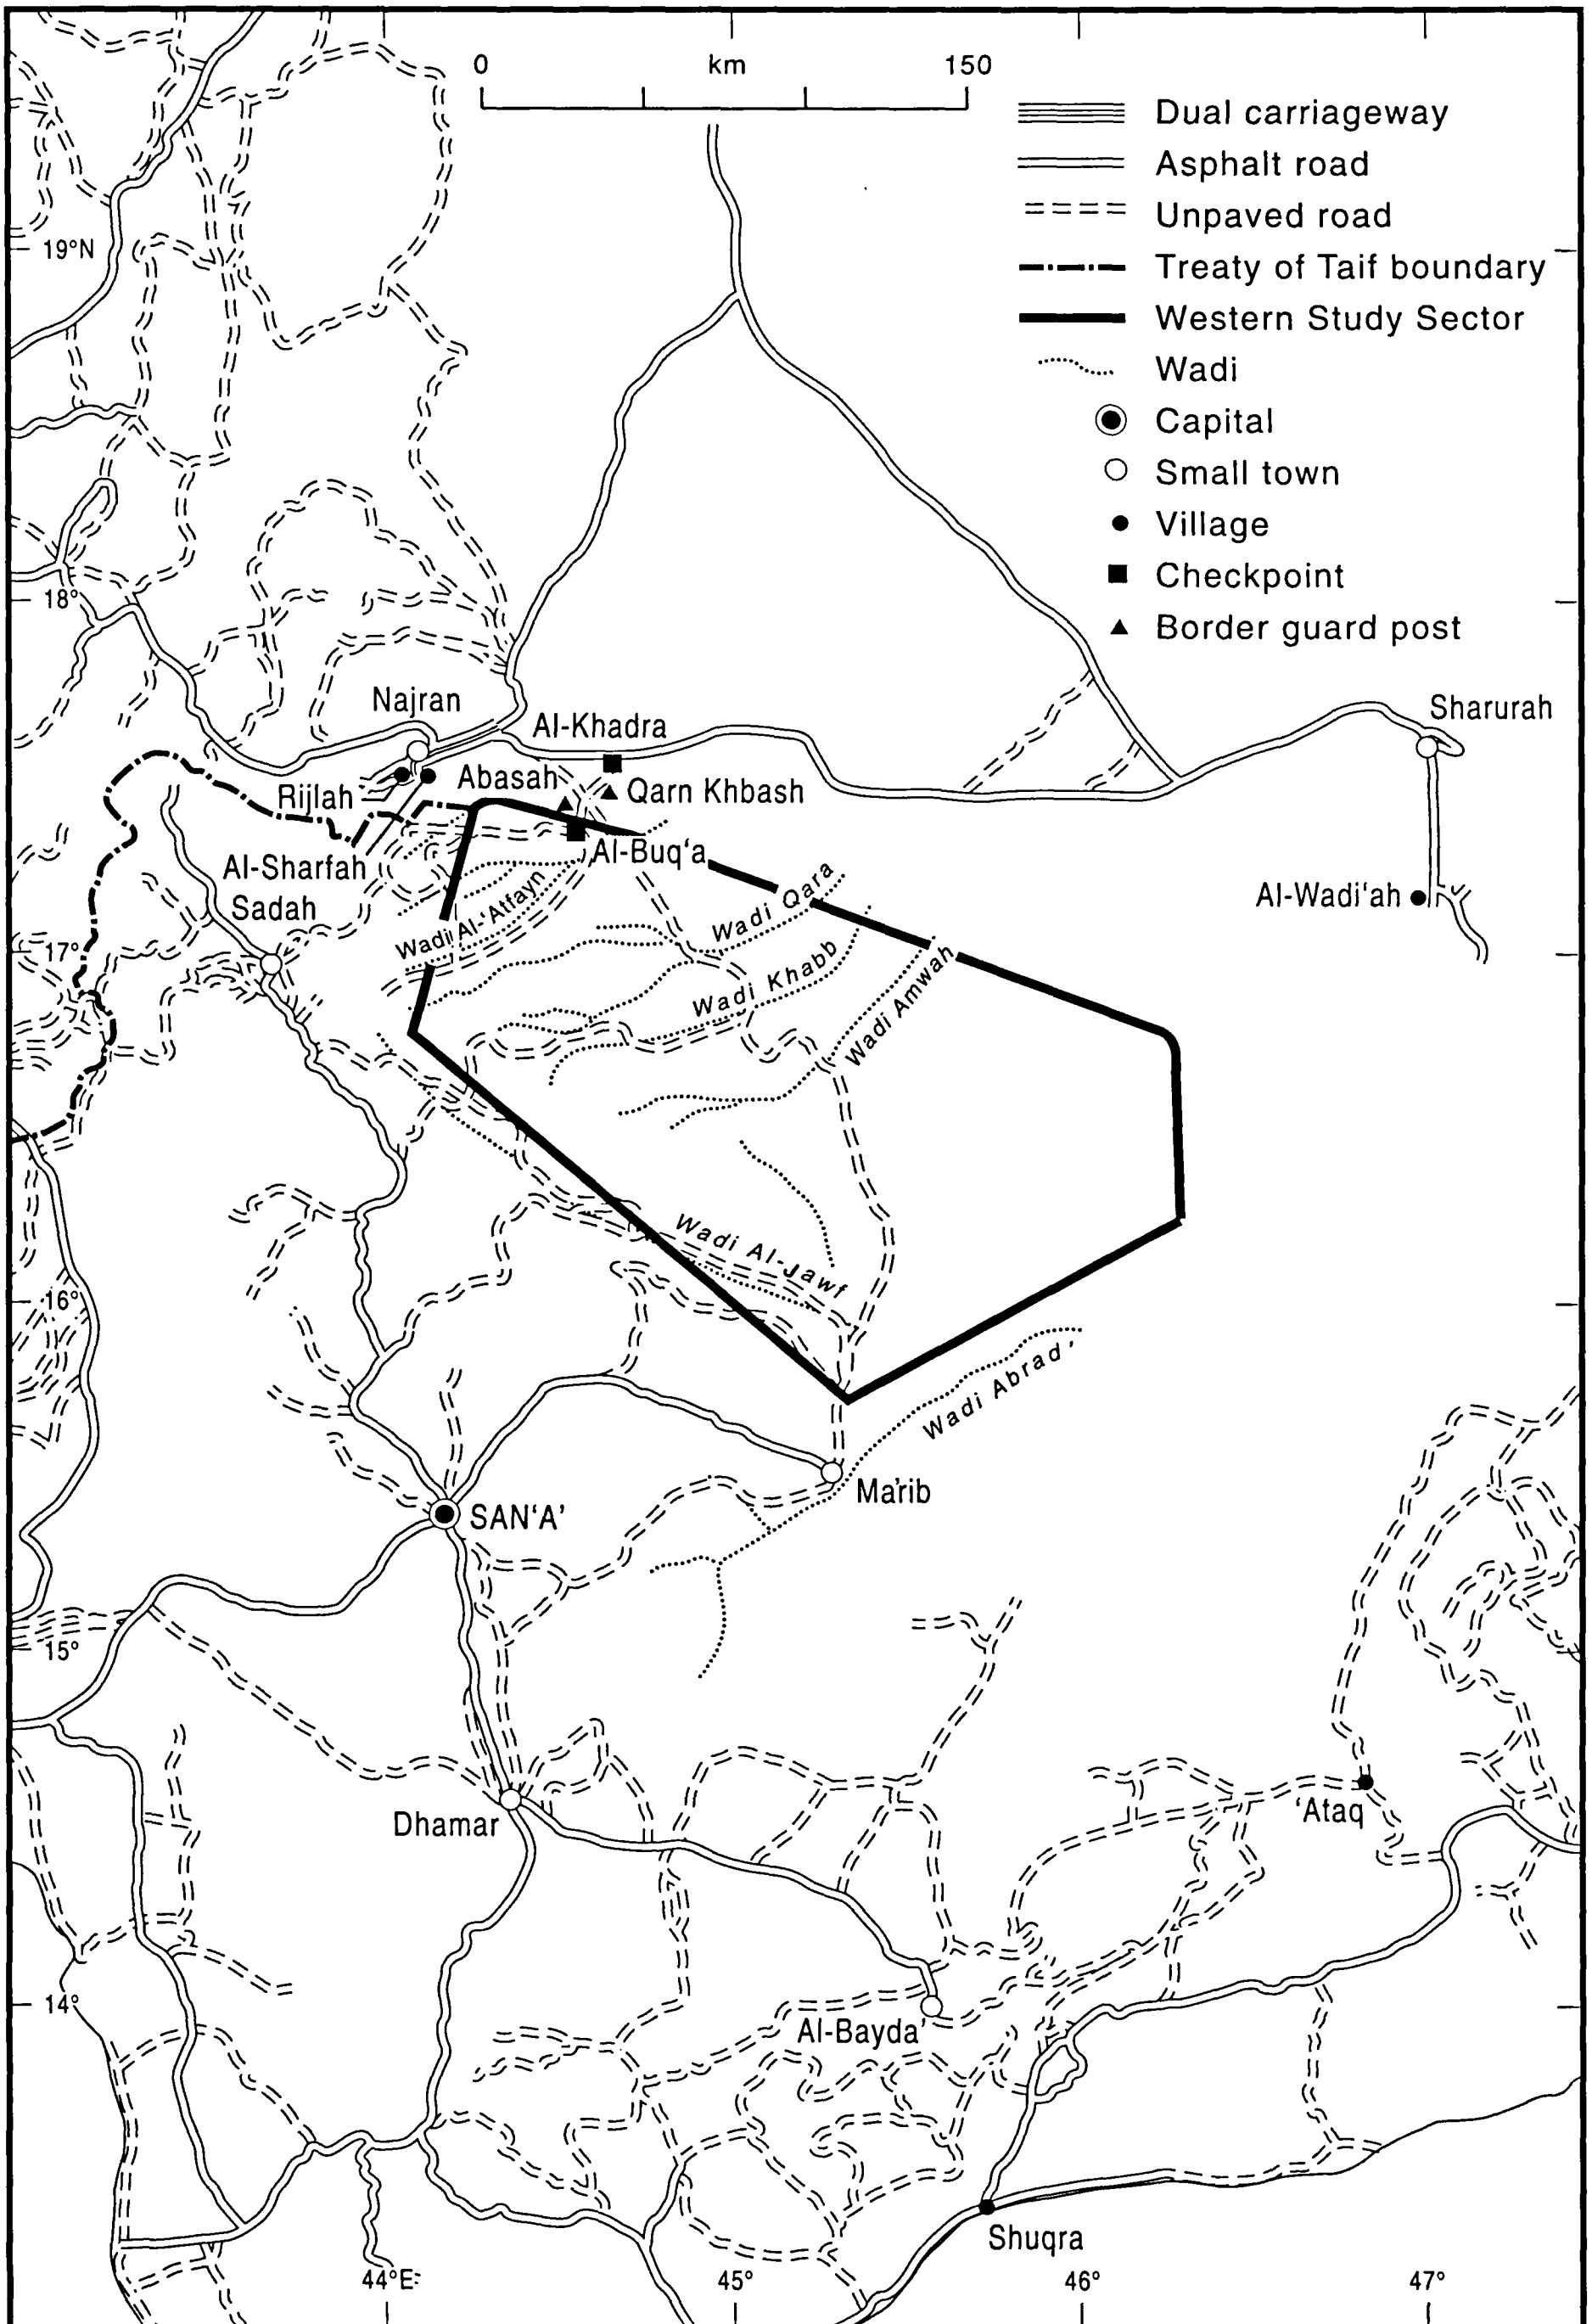 0 km 150
Dual carriageway
Asphalt road
Unpaved road
Treaty of Taif boundary
Western Study Sector
Wadi
Capital
Small town
Village
Checkpoint
Border guard post
19°N
18°
Najran
Al-Khadra
Sharurah
Abasah
Qarn Khbash
Rijlah
Al-Buq‘a
Al-Sharfah
Sadah
Al-Wadi‘ah
Wadi Al-‘Atfayn
Wadi Qara
17°
Wadi Khabb
Wadi Amwah
Wadi Al-Jawf
16°
Wadi Abrad
Ma'rib
SAN‘A’
15°
Dhamar
‘Ataq
14°
Al-Bayda’
Shuqra
44°E
45°
46°
47°